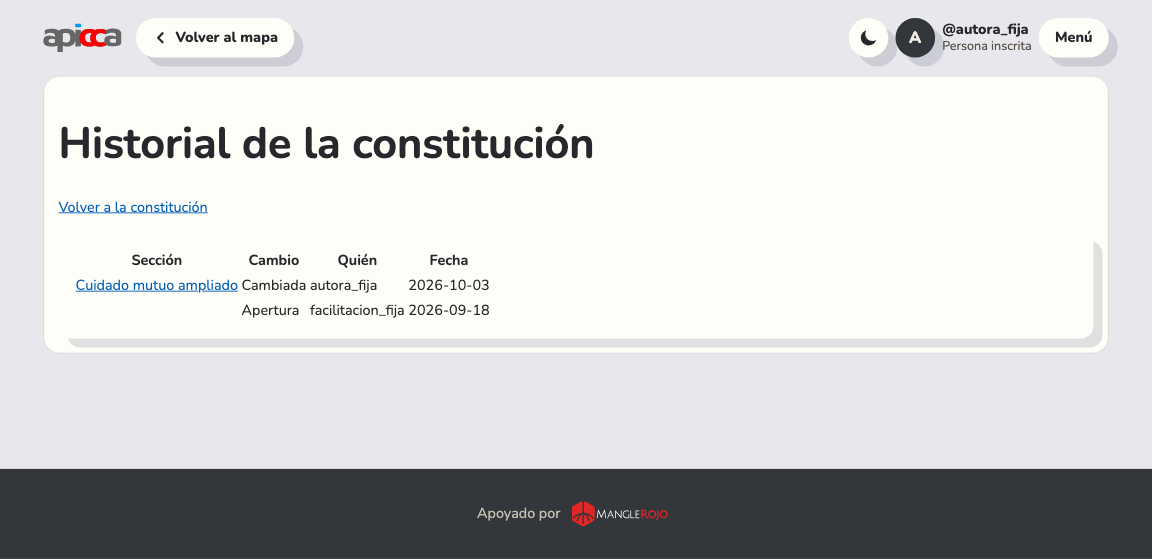 apicca
Volver al mapa
A
@autora_fija
Persona inscrita
Menú
Historial de la constitución
Volver a la constitución
Sección Cambio Quién Fecha
Cuidado mutuo ampliado Cambiada autora_fija 2026-10-03
Apertura facilitacion_fija 2026-09-18
Apoyado por MANGLEROJO